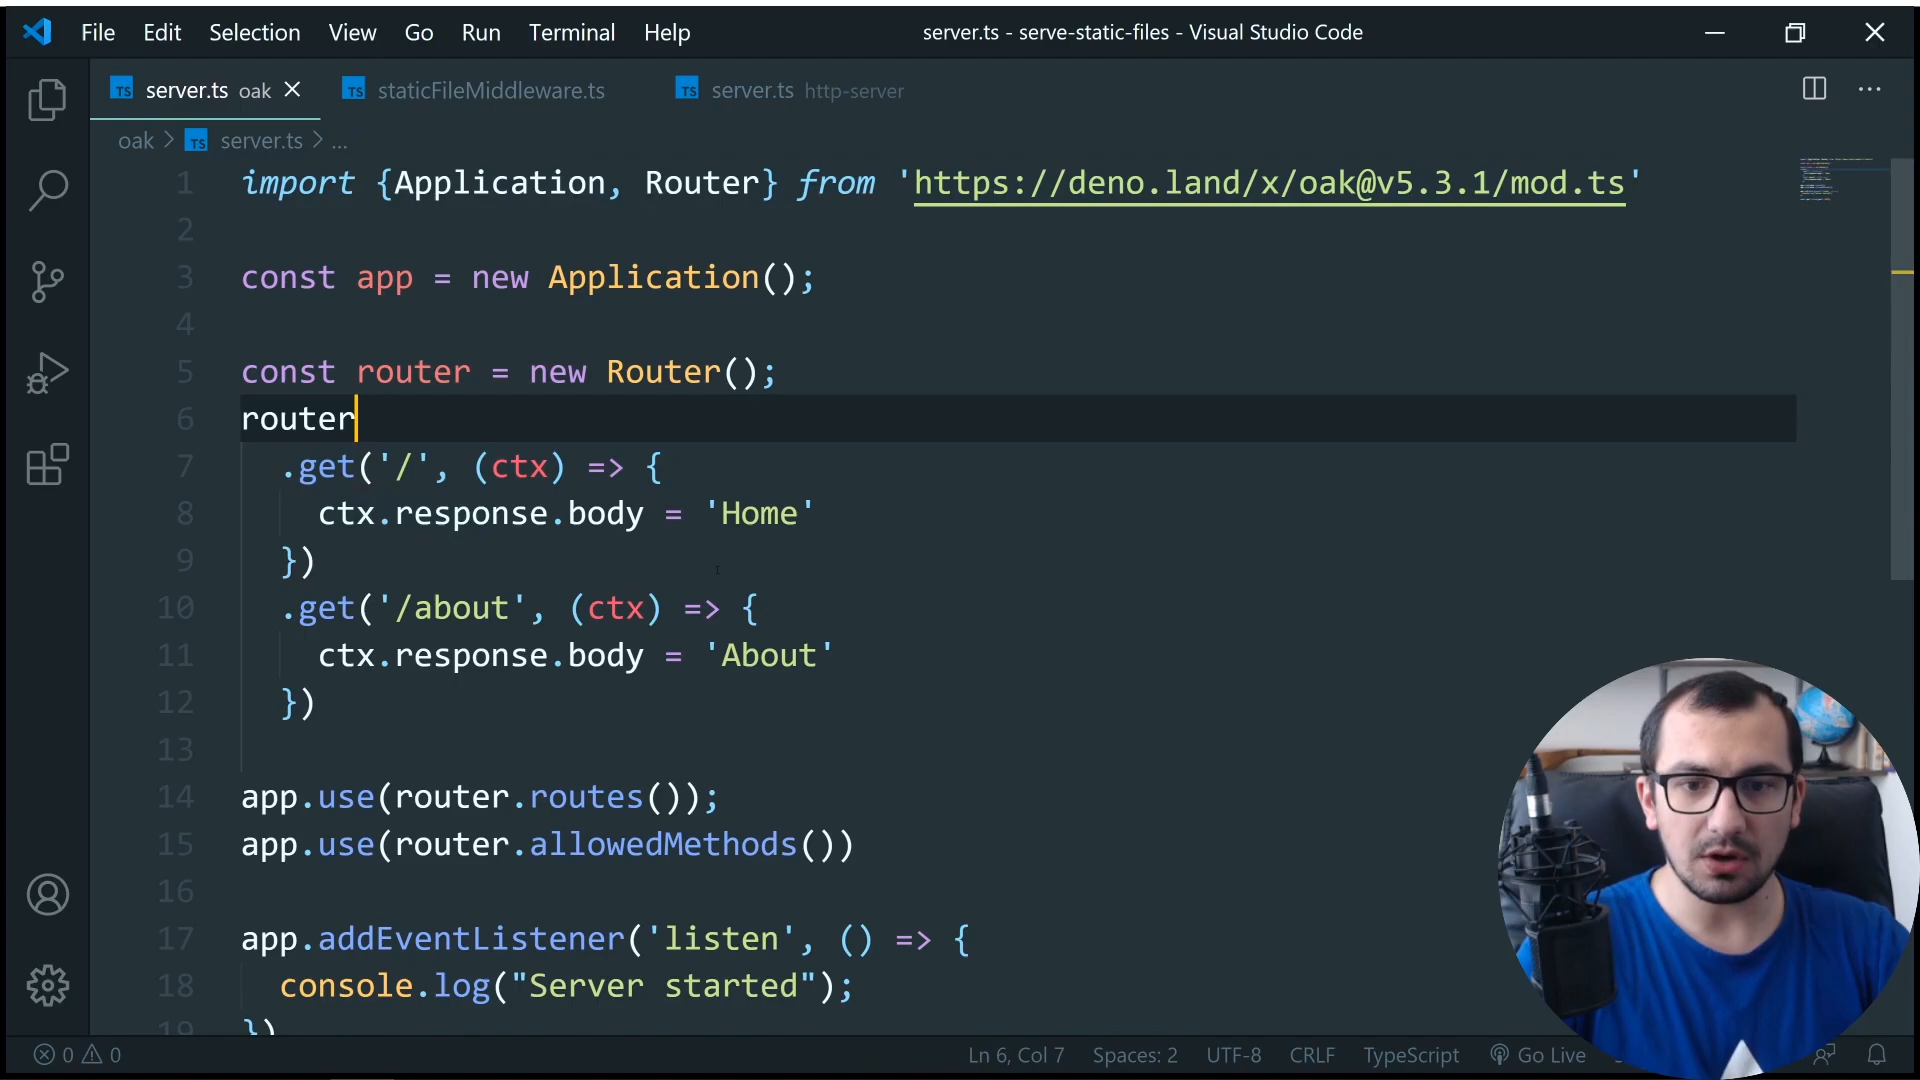 File Edit Selection View Go Run Terminal Help
server.ts - serve-static-files - Visual Studio Code
TS server.ts oak
TS staticFileMiddleware.ts
TS server.ts http-server
oak > TS server.ts > ...
1 import {Application, Router} from 'https://deno.land/x/oak@v5.3.1/mod.ts'
2
3 const app = new Application();
4
5 const router = new Router();
6 router
7 .get('/', (ctx) => {
8 ctx.response.body = 'Home'
9 })
10 .get('/about', (ctx) => {
11 ctx.response.body = 'About'
12 })
13
14 app.use(router.routes());
15 app.use(router.allowedMethods())
16
17 app.addEventListener('listen', () => {
18 console.log("Server started");
19 })
0 0 Ln 6, Col 7 Spaces: 2 UTF-8 CRLF TypeScript Go Live